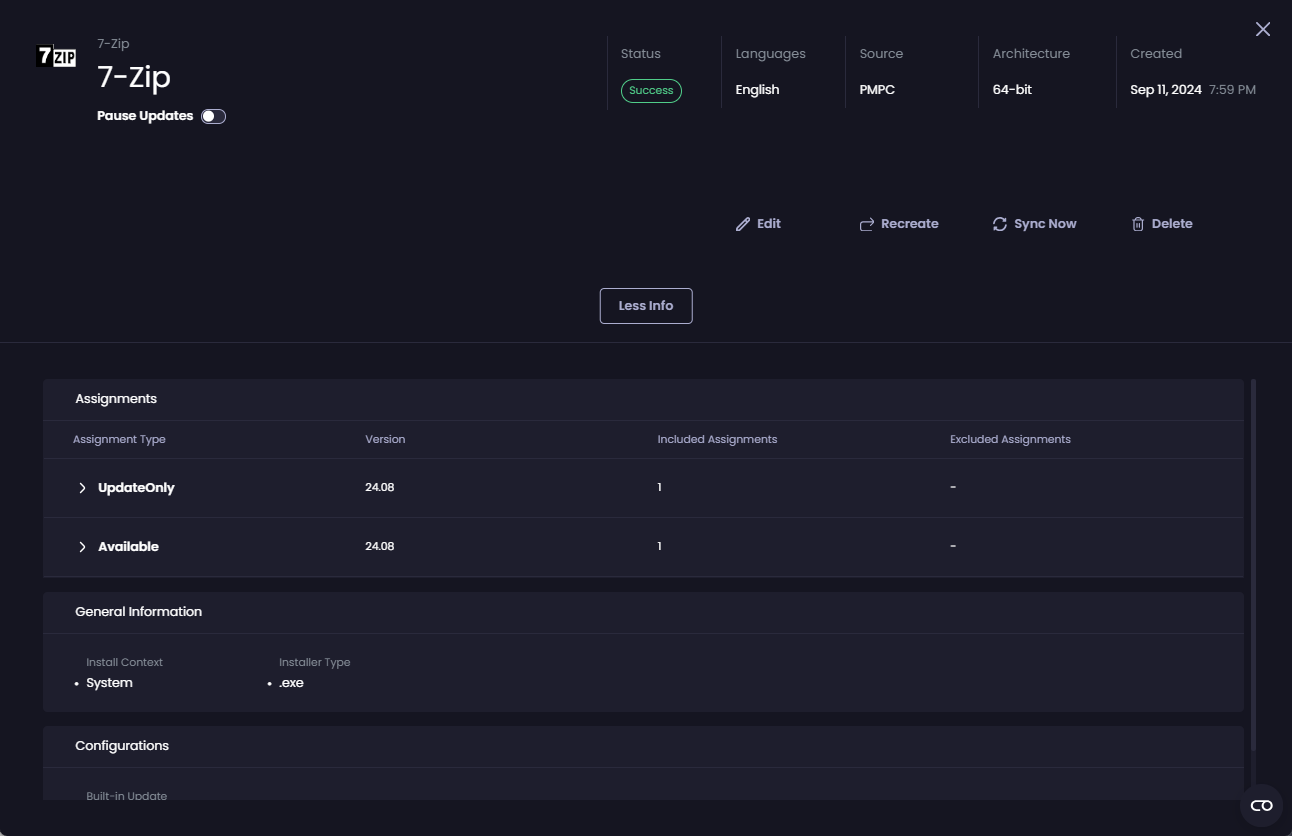 7-Zip
7 ZIP
7-Zip
Pause Updates
Status
Success
Languages
English
Source
PMPC
Architecture
64-bit
Created
Sep 11, 2024 7:59 PM
Edit
Recreate
Sync Now
Delete
Less Info
Assignments
Assignment Type Version Included Assignments Excluded Assignments
UpdateOnly 24.08 1 -
Available 24.08 1 -
General Information
Install Context Installer Type
• System • .exe
Configurations
Built-in Update